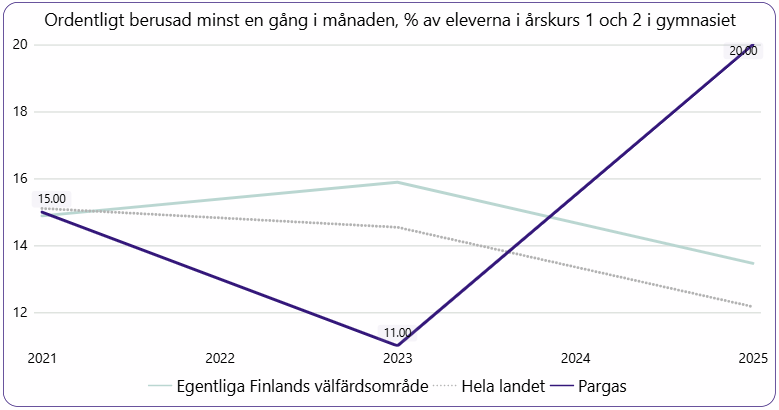 Ordentligt berusad minst en gång i månaden, % av eleverna i årskurs 1 och 2 i gymnasiet
20
20.00
18
16
15.00
14
12
11.00
2021 2022 2023 2024 2025
Egentliga Finlands välfärdsområde Hela landet Pargas